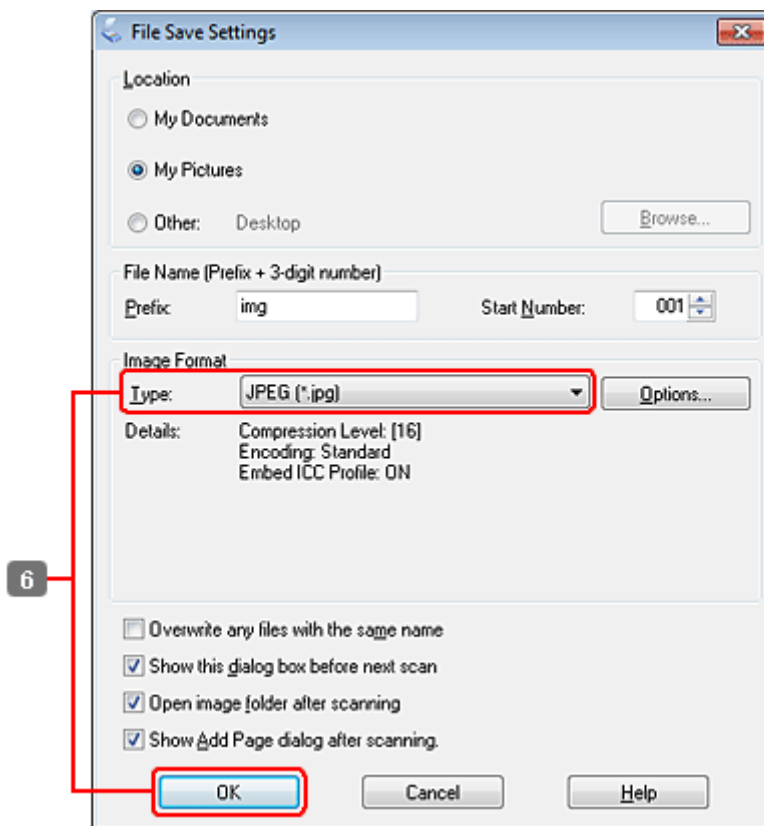 File Save Settings
Location
My Documents
My Pictures
Other: Desktop Browse...
File Name (Prefix + 3-digit number)
Prefix: img Start Number: 001
Image Format
Type: JPEG (*.jpg) Options...
Details: Compression Level: [16]
Encoding: Standard
Embed ICC Profile: ON
6
Overwrite any files with the same name
Show this dialog box before next scan
Open image folder after scanning
Show Add Page dialog after scanning.
OK Cancel Help